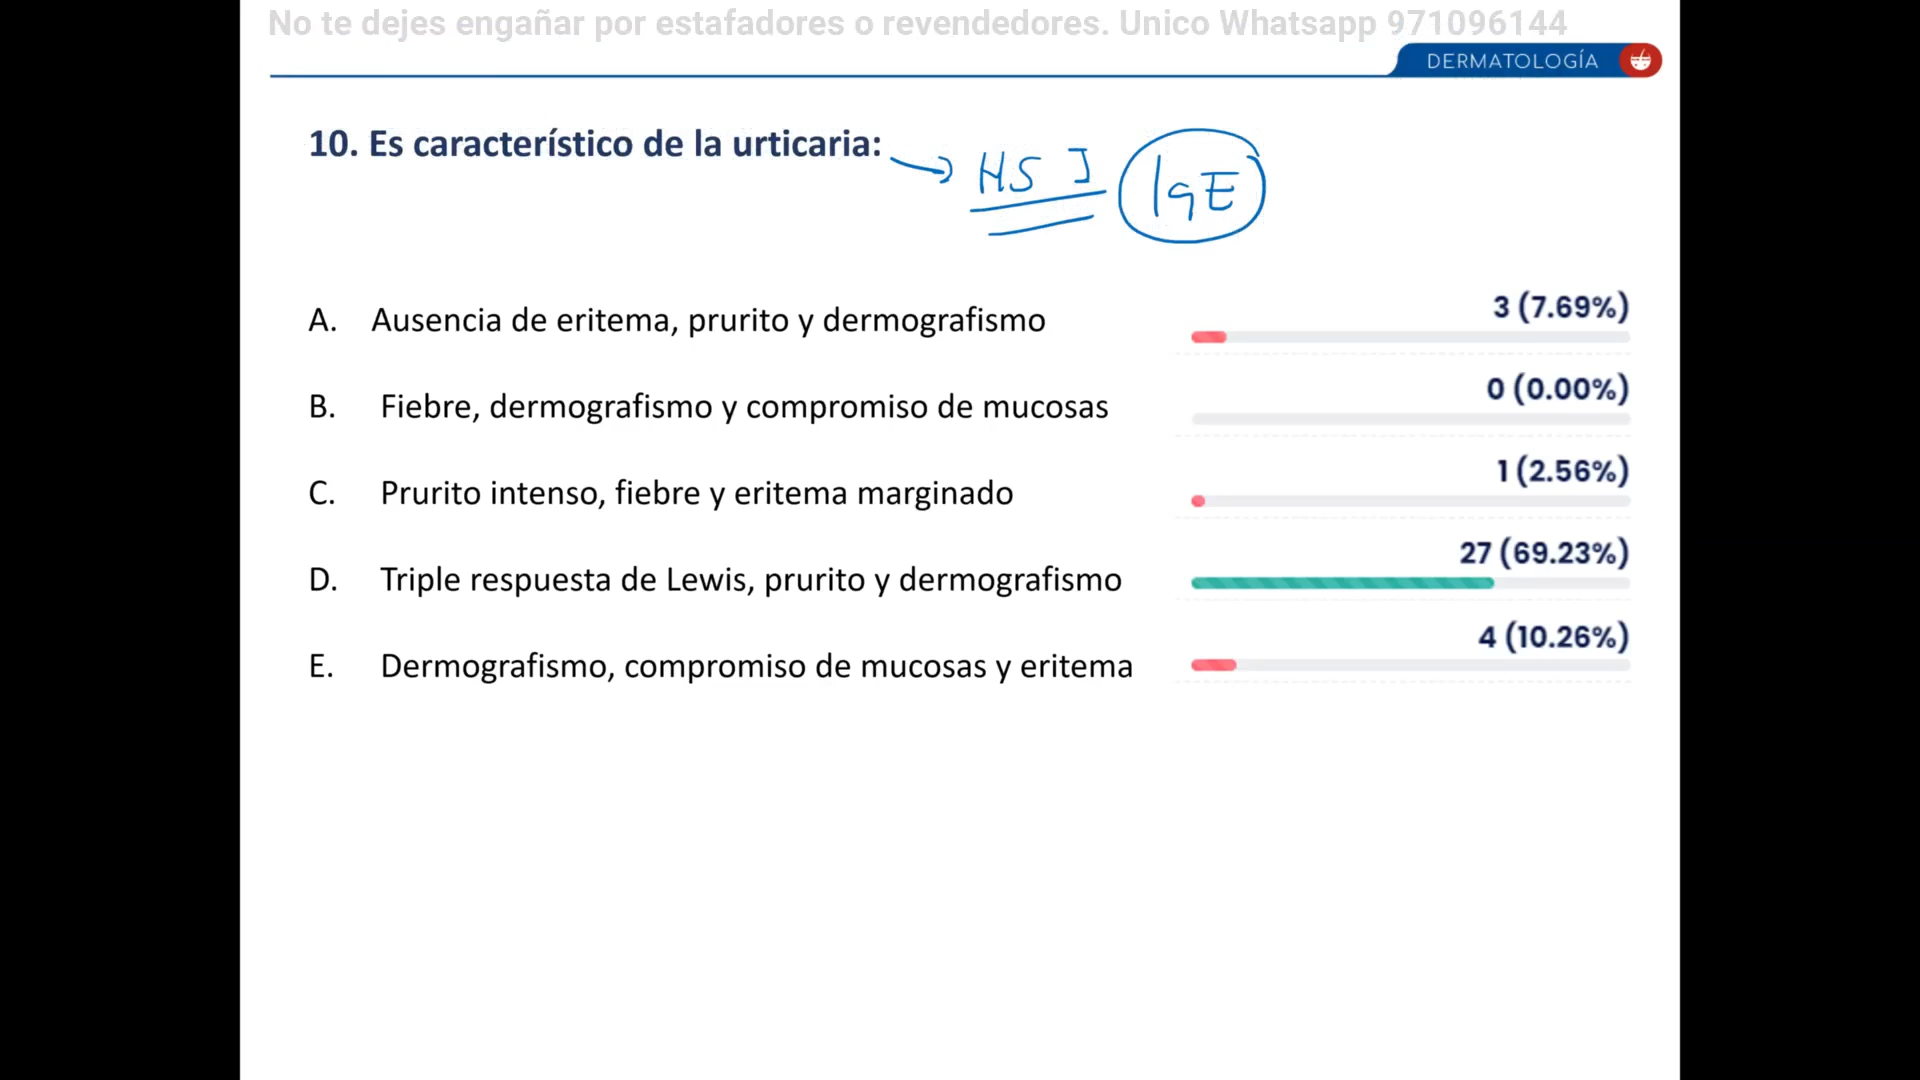 No te dejes engañar por estafadores o revendedores. Unico Whatsapp 971096144
DERMATOLOGÍA
10. Es característico de la urticaria:
HS I IgE
A. Ausencia de eritema, prurito y dermografismo
3 (7.69%)
B. Fiebre, dermografismo y compromiso de mucosas
0 (0.00%)
C. Prurito intenso, fiebre y eritema marginado
1 (2.56%)
D. Triple respuesta de Lewis, prurito y dermografismo
27 (69.23%)
E. Dermografismo, compromiso de mucosas y eritema
4 (10.26%)